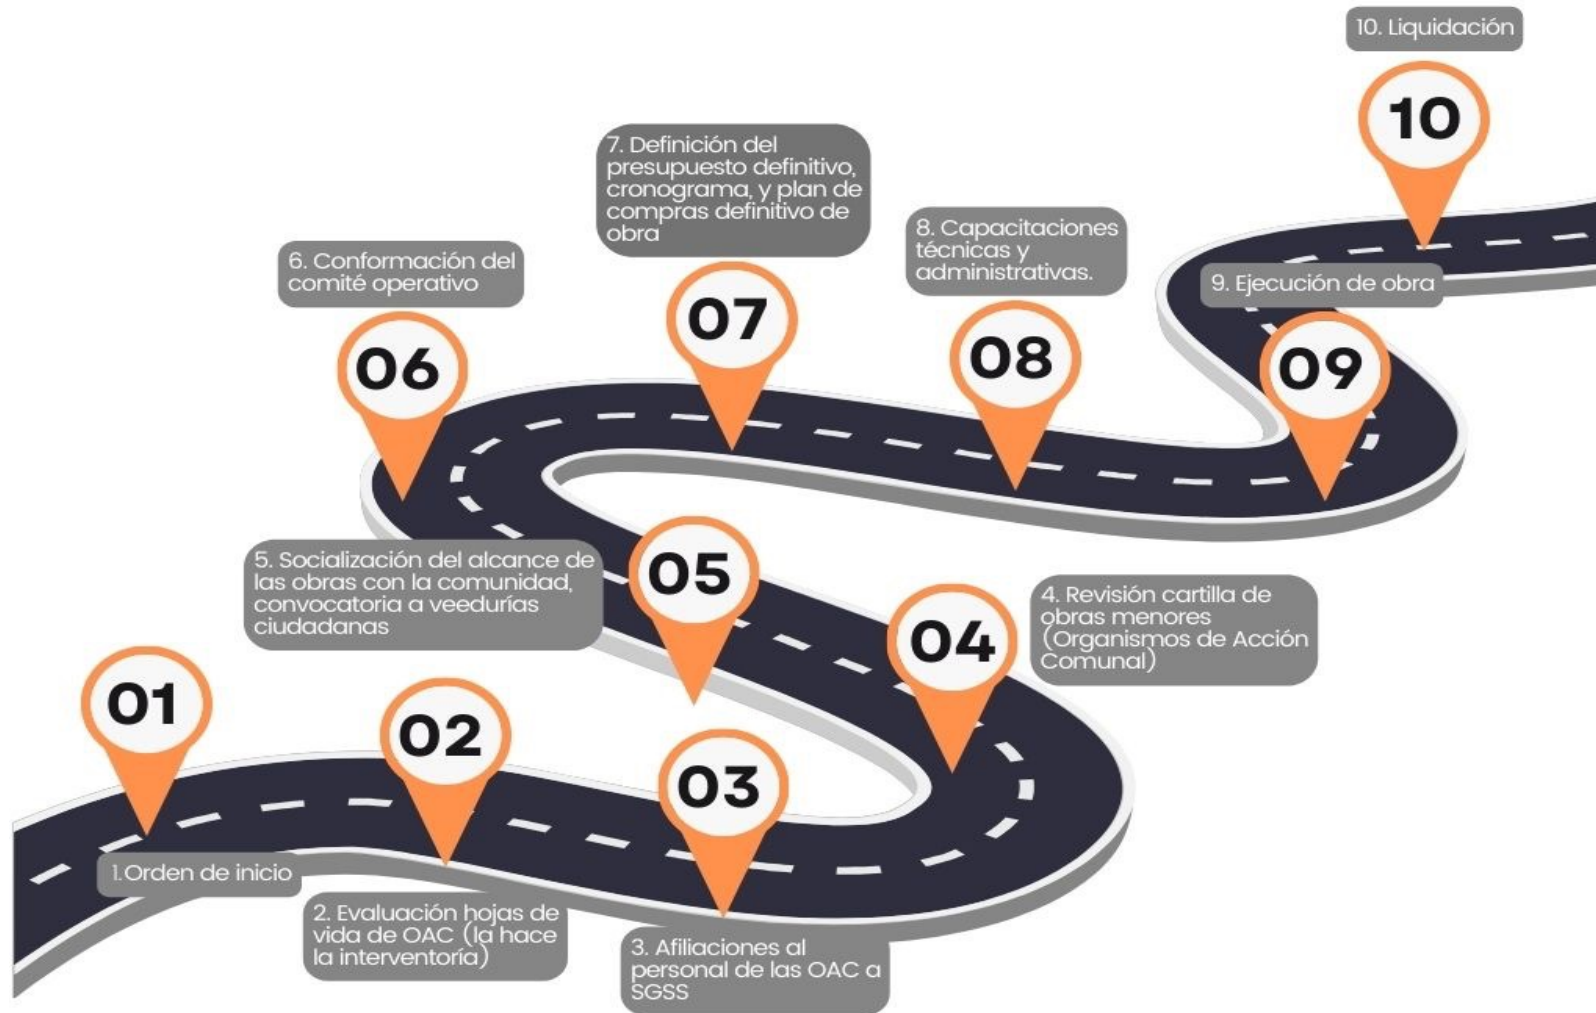 01
1.Orden de inicio
02
2. Evaluación hojas de
vida de OAC (la hace
la interventoría)
03
3. Afiliaciones al
personal de las OAC a
SGSS
04
4. Revisión cartilla de
obras menores
(Organismos de Acción
Comunal)
05
5. Socialización del alcance de
las obras con la comunidad,
convocatoria a veedurías
ciudadanas
06
6. Conformación del
comité operativo
07
7. Definición del
presupuesto definitivo,
cronograma, y plan de
compras definitivo de
obra
08
8. Capacitaciones
técnicas y
administrativas.
09
9. Ejecución de obra
10
10. Liquidación